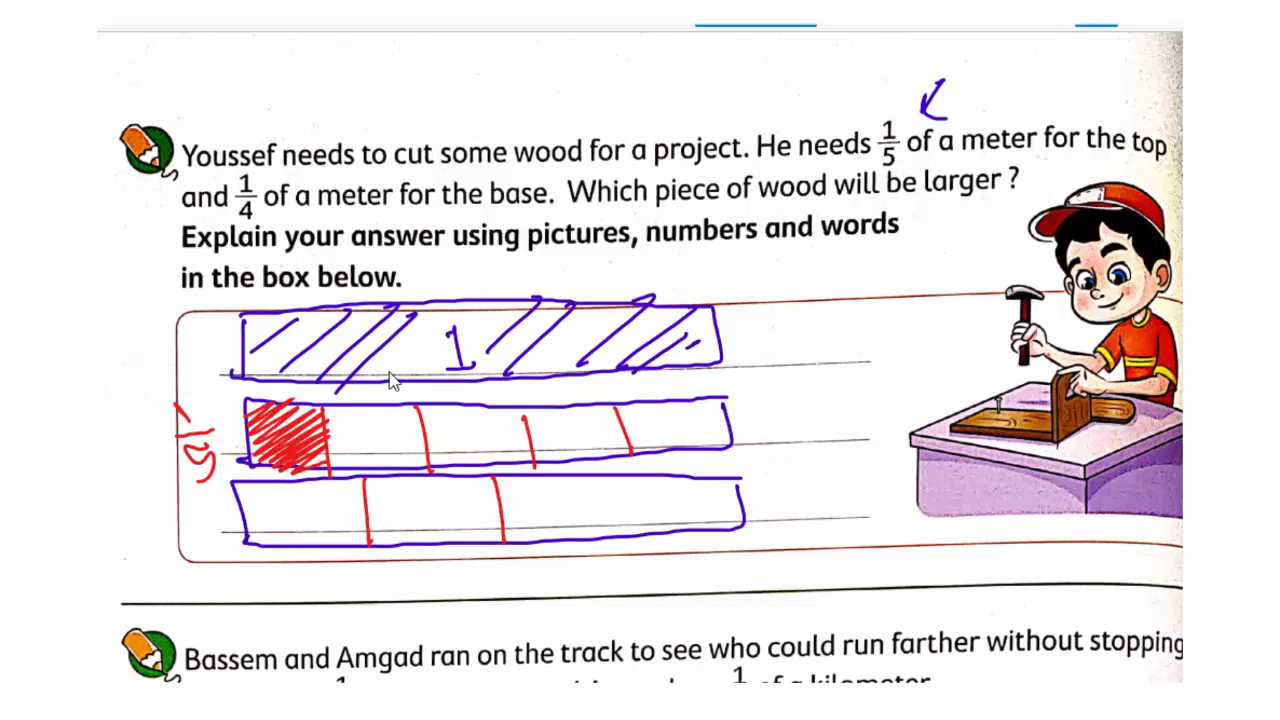 Youssef needs to cut some wood for a project. He needs 1/5 of a meter for the top
and 1/4 of a meter for the base. Which piece of wood will be larger ?
Explain your answer using pictures, numbers and words
in the box below.
1
1/5
Bassem and Amgad ran on the track to see who could run farther without stopping